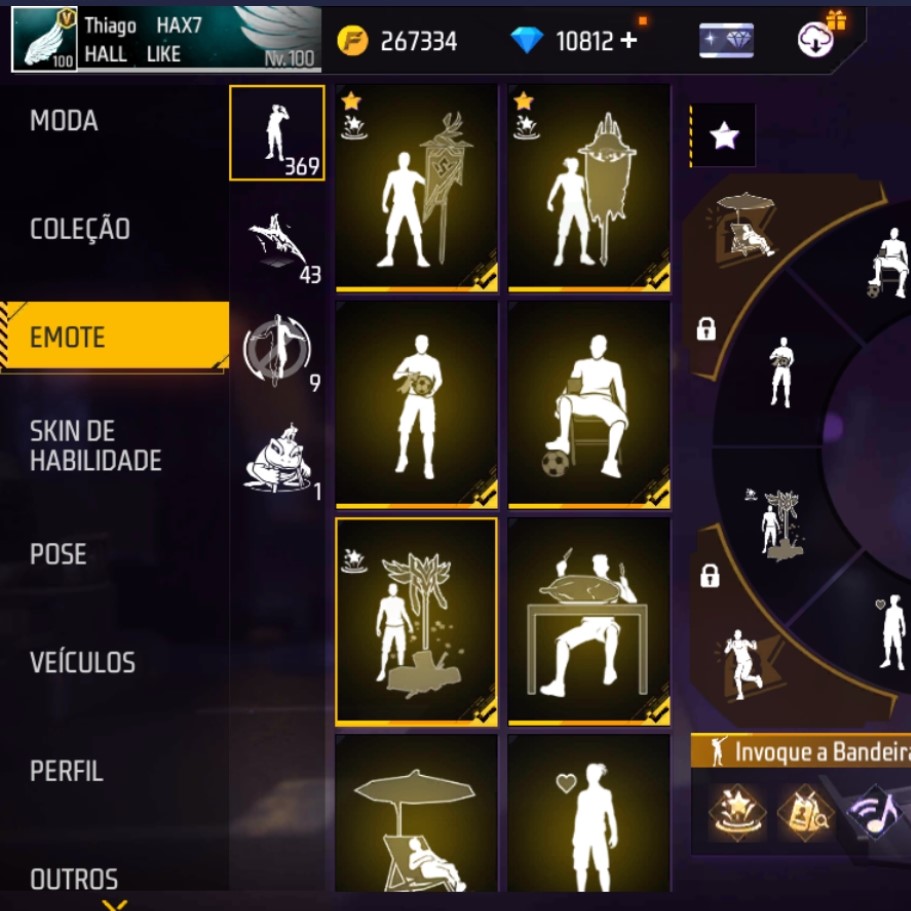 Thiago HAX7
HALL LIKE
V
100
Nv.100
267334
10812 +
MODA
COLEÇÃO
EMOTE
SKIN DE
HABILIDADE
POSE
VEÍCULOS
PERFIL
OUTROS
369
43
9
1
Invoque a Bandeira